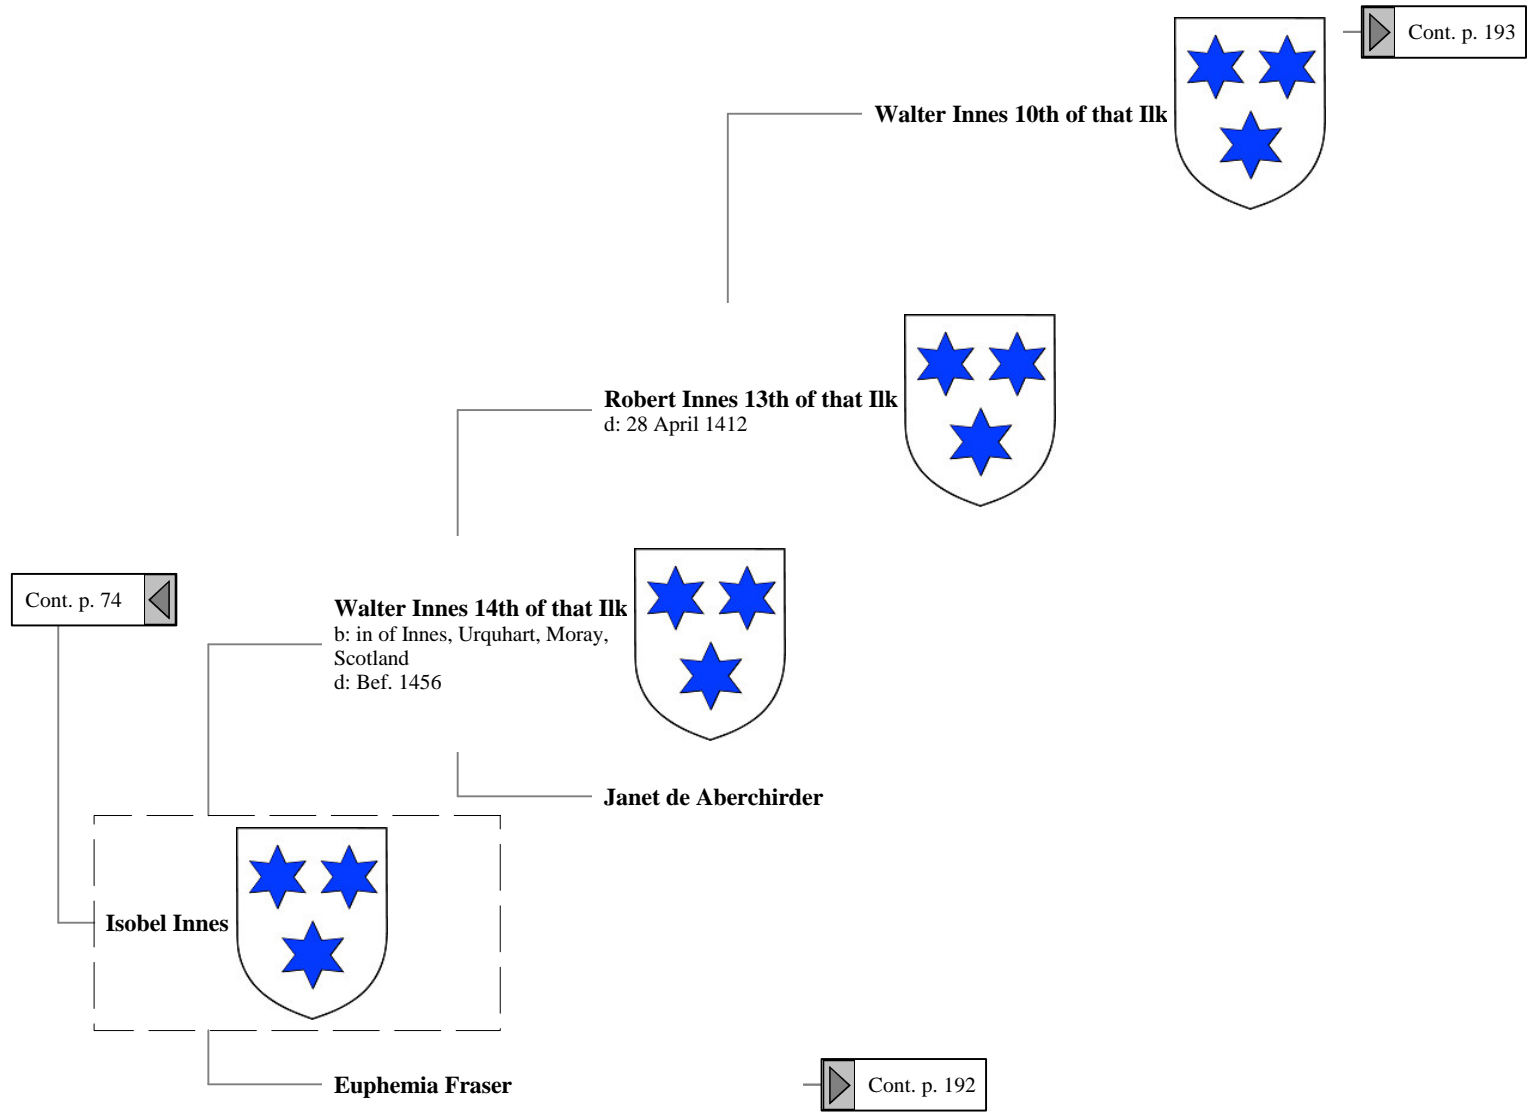 Cont. p. 193
Walter Innes 10th of that Ilk
Robert Innes 13th of that Ilk
d: 28 April 1412
Cont. p. 74
Walter Innes 14th of that Ilk
b: in of Innes, Urquhart, Moray,
Scotland
d: Bef. 1456
Janet de Aberchirder
Isobel Innes
Euphemia Fraser
Cont. p. 192